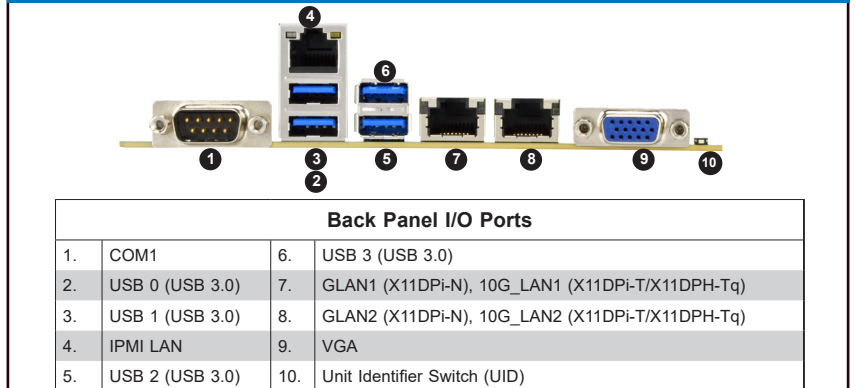 4
6
1
3
5
7
8
9
10
2
Back Panel I/O Ports
1. COM1 6. USB 3 (USB 3.0)
2. USB 0 (USB 3.0) 7. GLAN1 (X11DPi-N), 10G_LAN1 (X11DPi-T/X11DPH-Tq)
3. USB 1 (USB 3.0) 8. GLAN2 (X11DPi-N), 10G_LAN2 (X11DPi-T/X11DPH-Tq)
4. IPMI LAN 9. VGA
5. USB 2 (USB 3.0) 10. Unit Identifier Switch (UID)